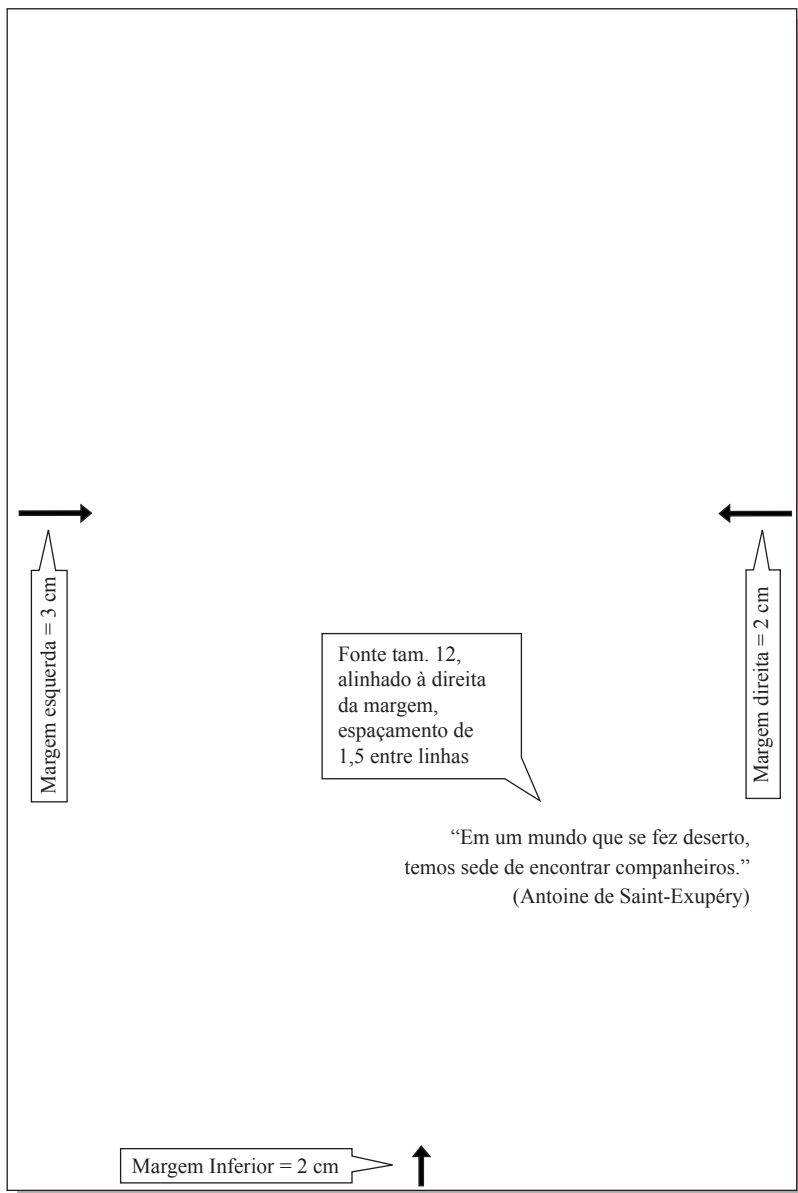 Margem esquerda = 3 cm
Margem direita = 2 cm
Fonte tam. 12,
alinhado à direita
da margem,
espaçamento de
1,5 entre linhas
“Em um mundo que se fez deserto,
temos sede de encontrar companheiros.”
(Antoine de Saint-Exupéry)
Margem Inferior = 2 cm